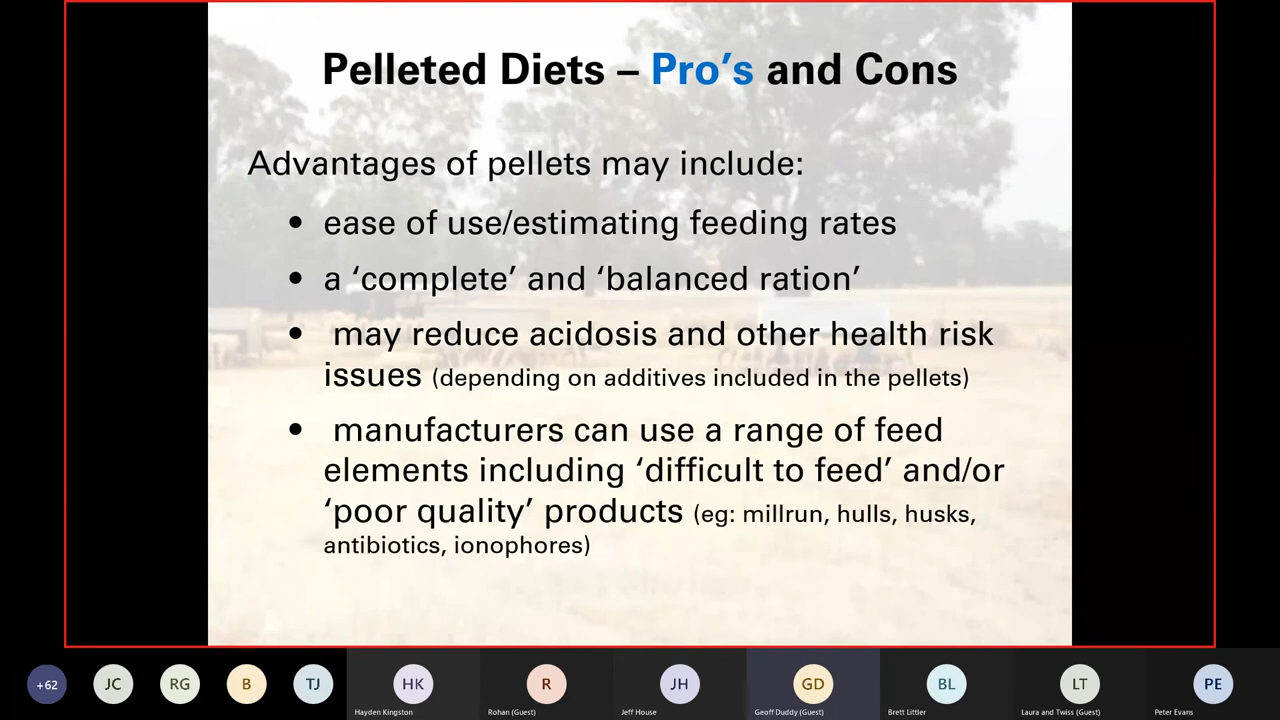 Pelleted Diets – Pro’s and Cons
Advantages of pellets may include:
• ease of use/estimating feeding rates
• a ‘complete’ and ‘balanced ration’
• may reduce acidosis and other health risk
issues (depending on additives included in the pellets)
• manufacturers can use a range of feed
elements including ‘difficult to feed’ and/or
‘poor quality’ products (eg: millrun, hulls, husks,
antibiotics, ionophores)
+62 JC RG B TJ HK R JH GD BL LT PE
Hayden Kingston Rohan (Guest) Jeff House Geoff Duddy (Guest) Brett Littler Laura and Twiss (Guest) Peter Evans